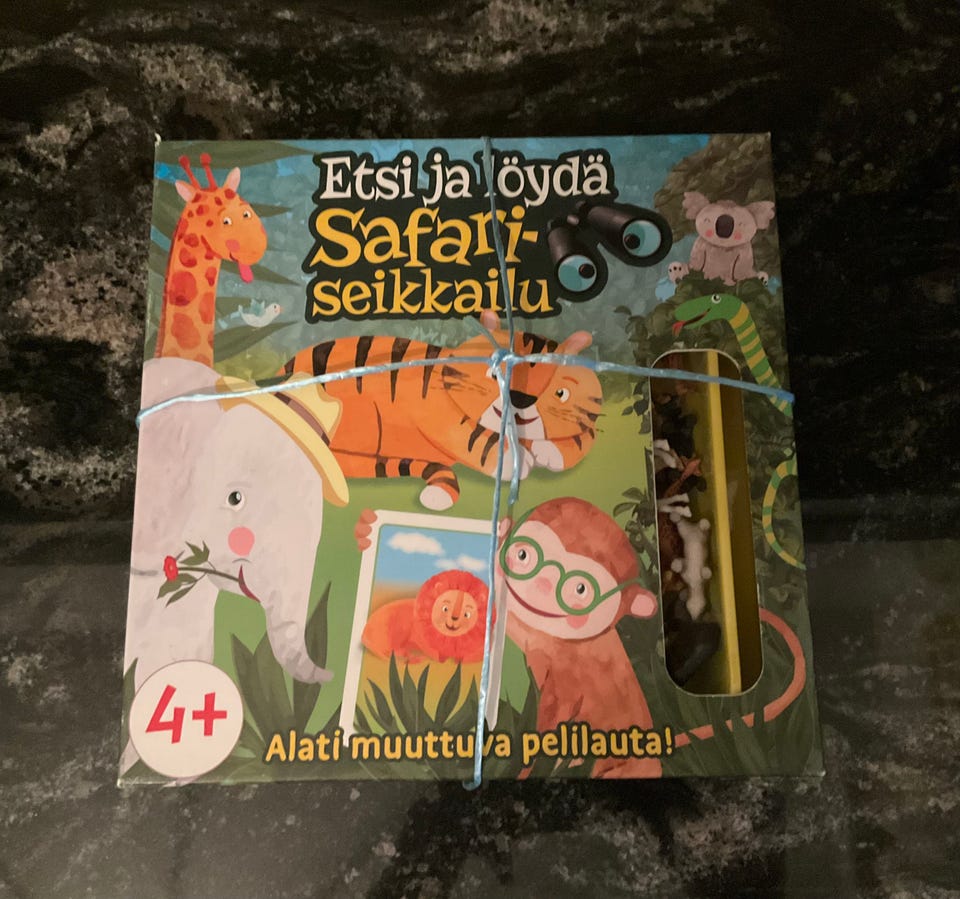 Etsi ja löydä
Safari-
seikkailu
4+
Alati muuttuva pelilauta!